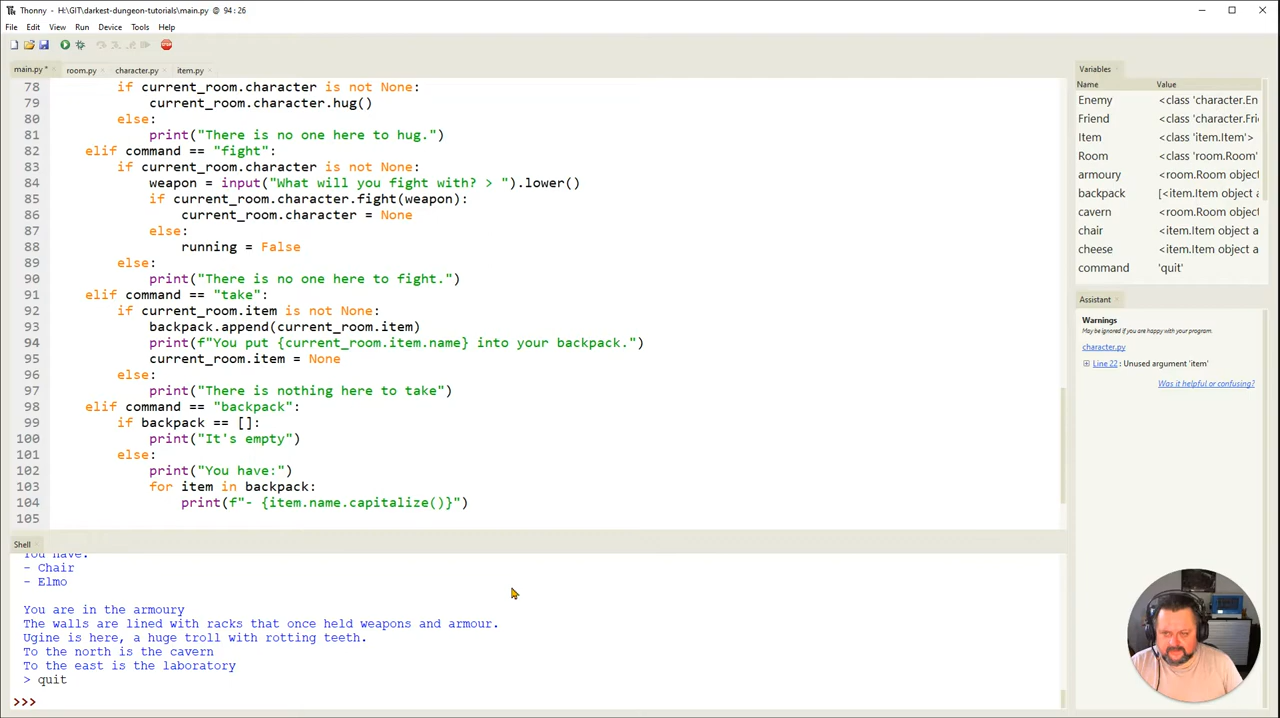 Thonny - H:\GIT\darkest-dungeon-tutorials\main.py @ 94 : 26
File Edit View Run Device Tools Help
main.py * room.py character.py item.py
78 if current_room.character is not None:
79 current_room.character.hug()
80 else:
81 print("There is no one here to hug.")
82 elif command == "fight":
83 if current_room.character is not None:
84 weapon = input("What will you fight with? > ").lower()
85 if current_room.character.fight(weapon):
86 current_room.character = None
87 else:
88 running = False
89 else:
90 print("There is no one here to fight.")
91 elif command == "take":
92 if current_room.item is not None:
93 backpack.append(current_room.item)
94 print(f"You put {current_room.item.name} into your backpack.")
95 current_room.item = None
96 else:
97 print("There is nothing here to take")
98 elif command == "backpack":
99 if backpack == []:
100 print("It's empty")
101 else:
102 print("You have:")
103 for item in backpack:
104 print(f"- {item.name.capitalize()}")
105
Shell
You have:
- Chair
- Elmo
You are in the armoury
The walls are lined with racks that once held weapons and armour.
Ugine is here, a huge troll with rotting teeth.
To the north is the cavern
To the east is the laboratory
> quit
>>>
Variables
Name Value
Enemy <class 'character.En
Friend <class 'character.Frie
Item <class 'item.Item'>
Room <class 'room.Room'
armoury <room.Room object
backpack [<item.Item object a
cavern <room.Room object
chair <item.Item object a
cheese <item.Item object a
command 'quit'
Assistant
Warnings
May be ignored if you are happy with your program.
character.py
Line 22 : Unused argument 'item'
Was it helpful or confusing?